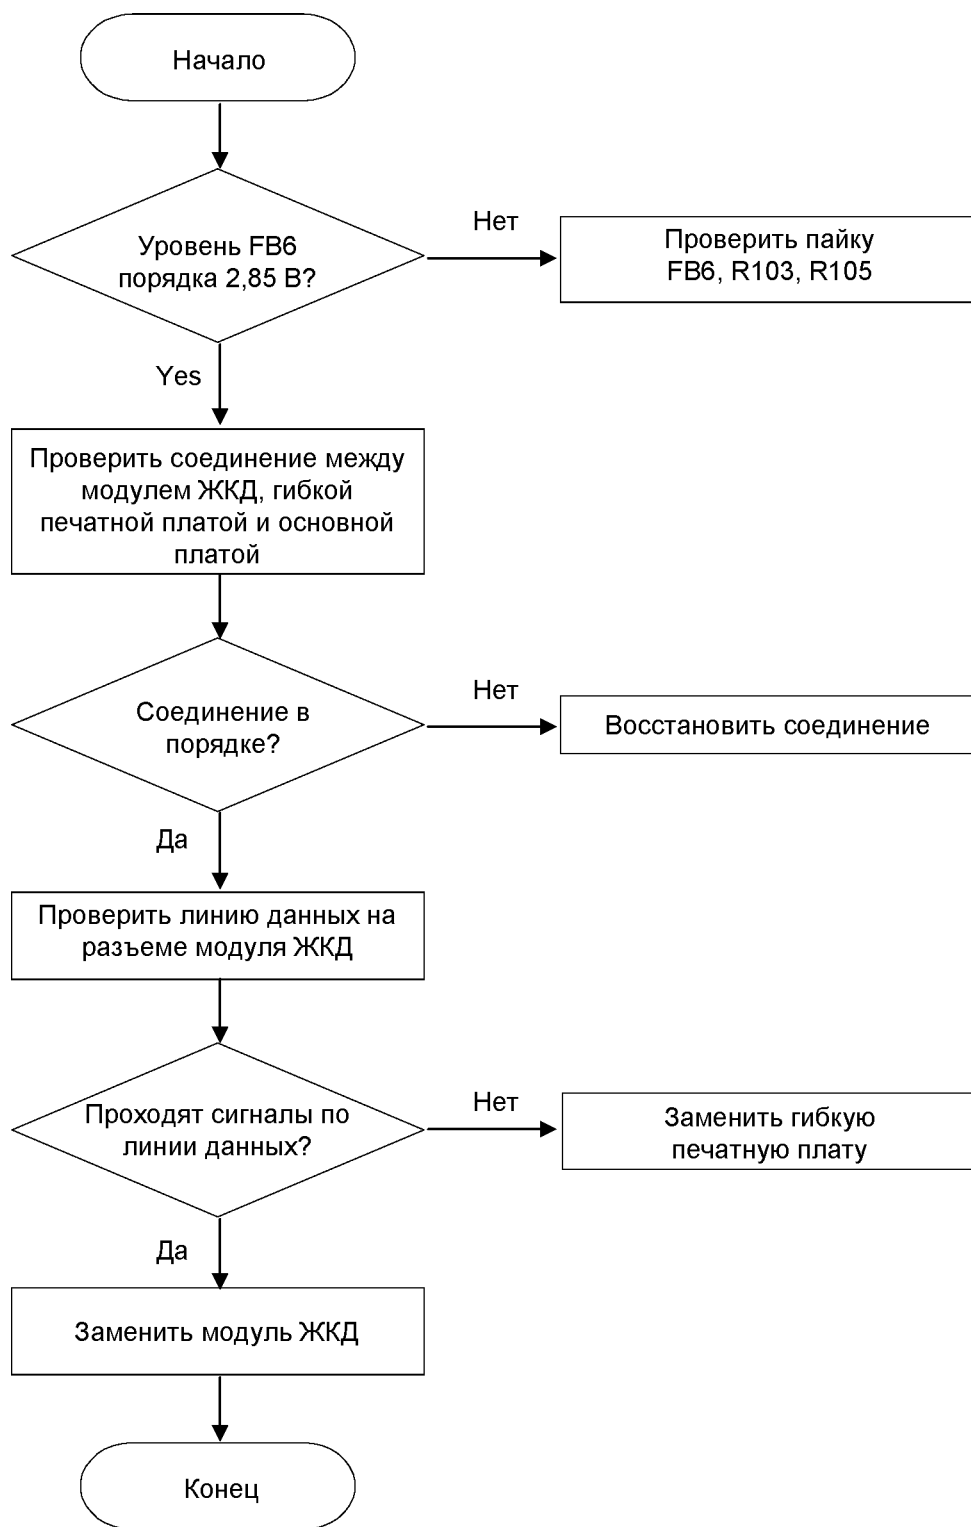 Начало
Уровень FB6
порядка 2,85 В?
Нет
Проверить пайку
FB6, R103, R105
Yes
Проверить соединение между
модулем ЖКД, гибкой
печатной платой и основной
платой
Соединение в
порядке?
Нет
Восстановить соединение
Да
Проверить линию данных на
разъеме модуля ЖКД
Проходят сигналы по
линии данных?
Нет
Заменить гибкую
печатную плату
Да
Заменить модуль ЖКД
Конец